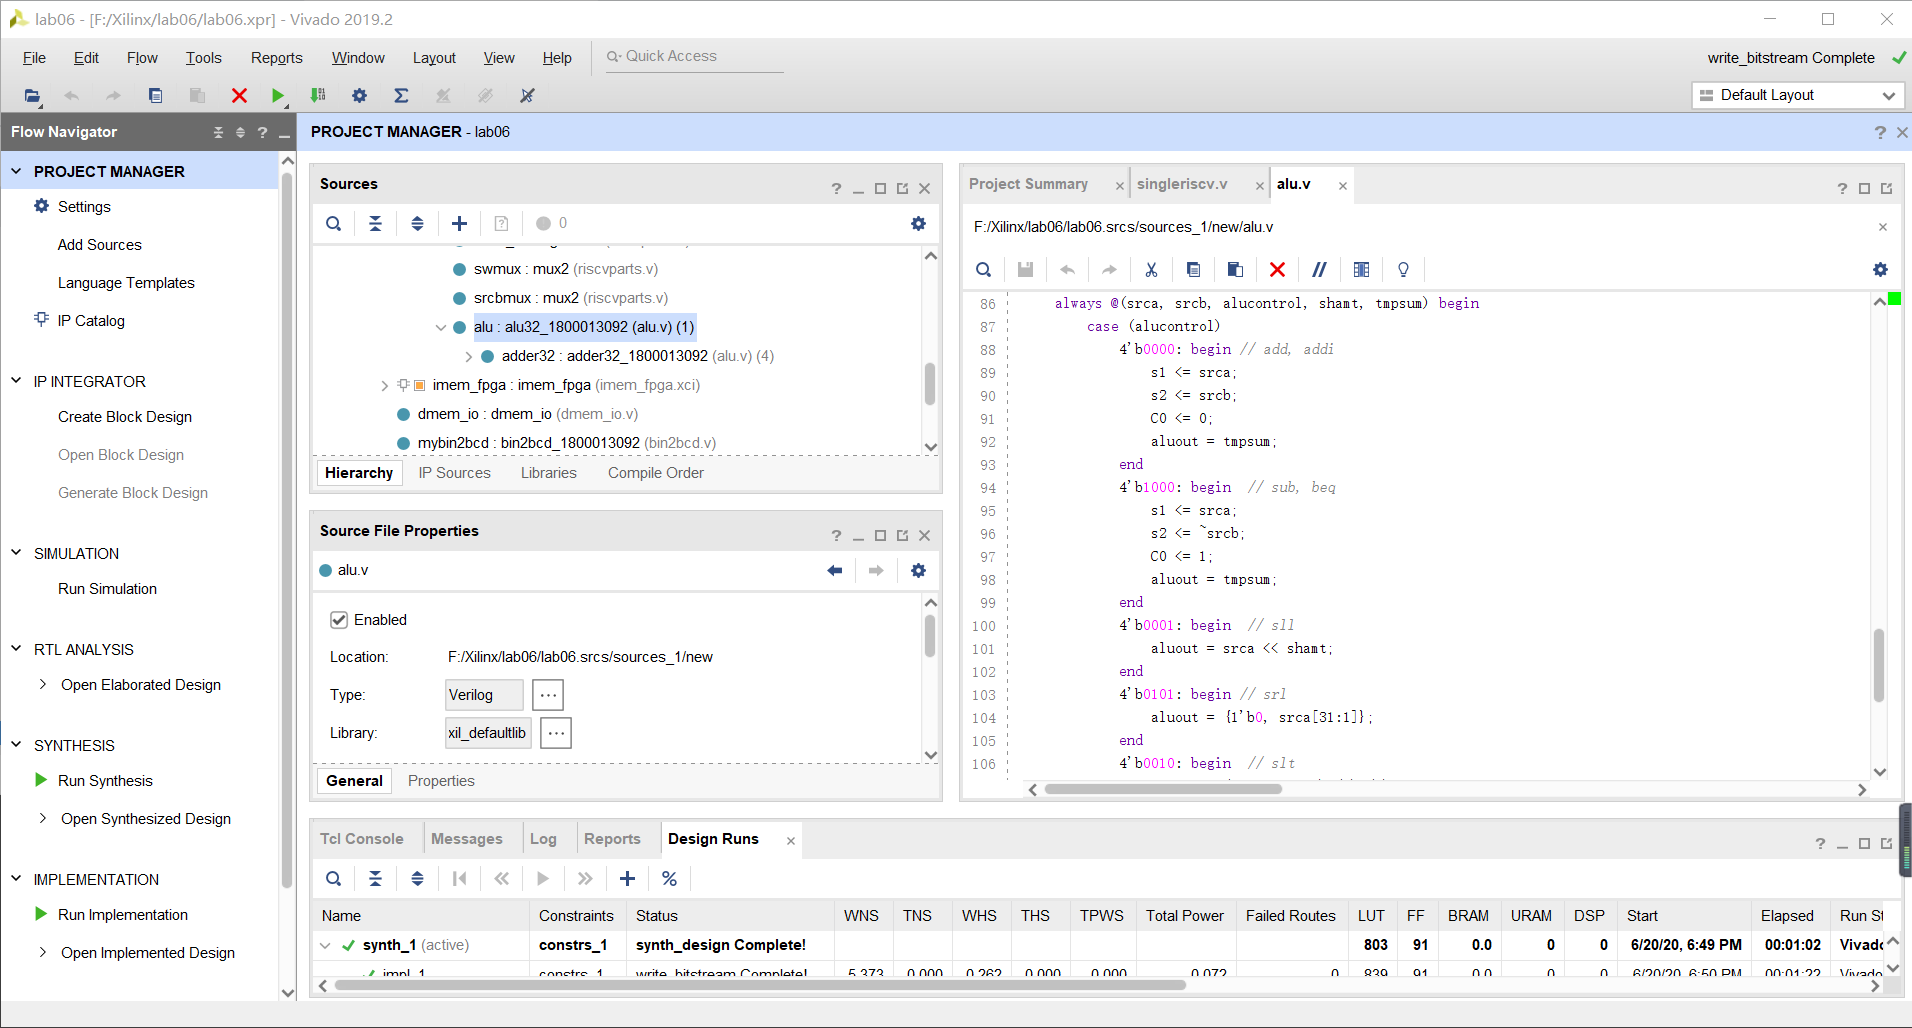 lab06 - [F:/Xilinx/lab06/lab06.xpr] - Vivado 2019.2
File Edit Flow Tools Reports Window Layout View Help Quick Access
write_bitstream Complete
Default Layout
Flow Navigator
PROJECT MANAGER
Settings
Add Sources
Language Templates
IP Catalog
IP INTEGRATOR
Create Block Design
Open Block Design
Generate Block Design
SIMULATION
Run Simulation
RTL ANALYSIS
Open Elaborated Design
SYNTHESIS
Run Synthesis
Open Synthesized Design
IMPLEMENTATION
Run Implementation
Open Implemented Design
PROJECT MANAGER - lab06
Sources
0
swmux : mux2 (riscvparts.v)
srcbmux : mux2 (riscvparts.v)
alu : alu32_1800013092 (alu.v) (1)
adder32 : adder32_1800013092 (alu.v) (4)
imem_fpga : imem_fpga (imem_fpga.xci)
dmem_io : dmem_io (dmem_io.v)
mybin2bcd : bin2bcd_1800013092 (bin2bcd.v)
Hierarchy IP Sources Libraries Compile Order
Source File Properties
alu.v
Enabled
Location: F:/Xilinx/lab06/lab06.srcs/sources_1/new
Type: Verilog ...
Library: xil_defaultlib ...
General Properties
Project Summary singleriscv.v alu.v
F:/Xilinx/lab06/lab06.srcs/sources_1/new/alu.v
86 always @(srca, srcb, alucontrol, shamt, tmpsum) begin
87 case (alucontrol)
88 4'b0000: begin // add, addi
89 s1 <= srca;
90 s2 <= srcb;
91 C0 <= 0;
92 aluout = tmpsum;
93 end
94 4'b1000: begin // sub, beq
95 s1 <= srca;
96 s2 <= ~srcb;
97 C0 <= 1;
98 aluout = tmpsum;
99 end
100 4'b0001: begin // sll
101 aluout = srca << shamt;
102 end
103 4'b0101: begin // srl
104 aluout = {1'b0, srca[31:1]};
105 end
106 4'b0010: begin // slt
Tcl Console Messages Log Reports Design Runs
Name Constraints Status WNS TNS WHS THS TPWS Total Power Failed Routes LUT FF BRAM URAM DSP Start Elapsed Run St
synth_1 (active) constrs_1 synth_design Complete! 803 91 0.0 0 0 6/20/20, 6:49 PM 00:01:02 Vivado
impl_1 constrs_1 write_bitstream Complete! 5.373 0.000 0.262 0.000 0.000 0.072 0 839 91 0.0 0 0 6/20/20, 6:50 PM 00:01:22 Vivado